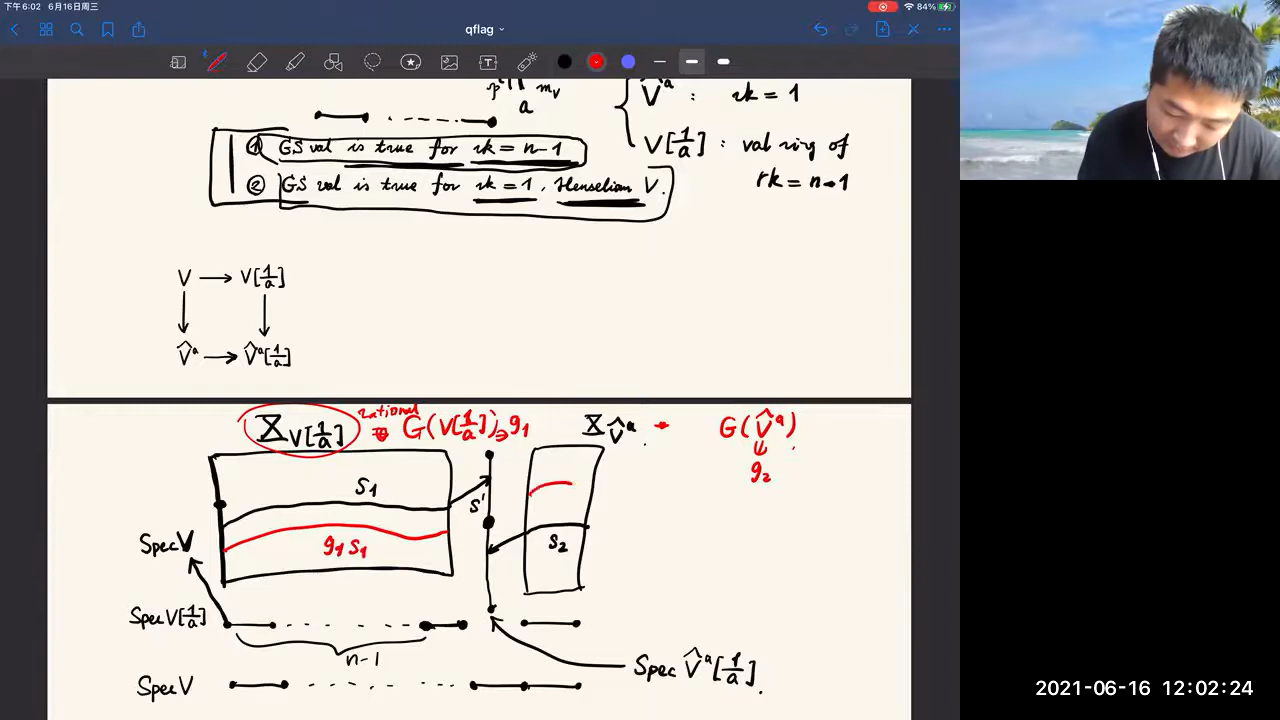 下午6:02 6月16日周三
84%
qflag
m_V
a
① GS val is true for rk = n-1
② GS val is true for rk = 1, Henselian V.
V̂ᵃ : rk = 1
V[1/a] : val ring of
rk = n-1
V → V[1/a]
V̂ᵃ → V̂ᵃ[1/a]
𝕏_V[1/a] rational G(V[1/a]) ∋ g₁
𝕏_V̂ᵃ G(V̂ᵃ)
g₂
S₁
S'
g₁ S₁
S₂
Spec V
Spec V[1/a]
n-1
Spec V̂ᵃ[1/a].
Spec V
2021-06-16 12:02:24